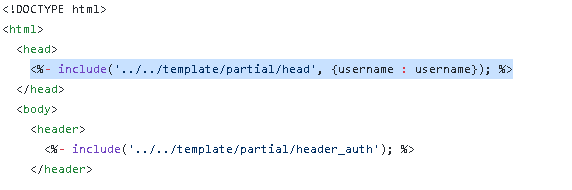 <!DOCTYPE html>
<html>
<head>
<%- include('../../template/partial/head', {username : username}); %>
</head>
<body>
<header>
<%- include('../../template/partial/header_auth'); %>
</header>